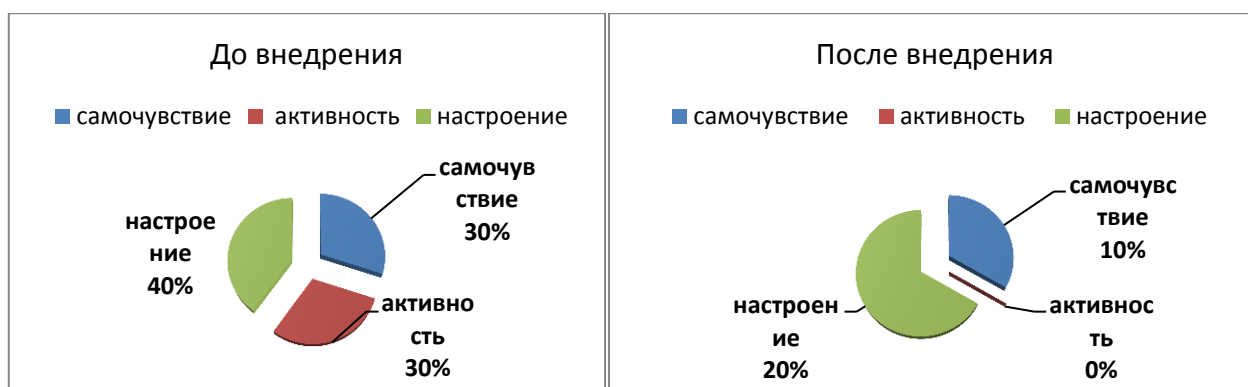 До внедрения
самочувствие активность настроение
самочув
ствие
30%
настрое
ние
40%
активно
сть
30%
После внедрения
самочувствие активность настроение
самочувс
твие
10%
настроен
ие
20%
активнос
ть
0%